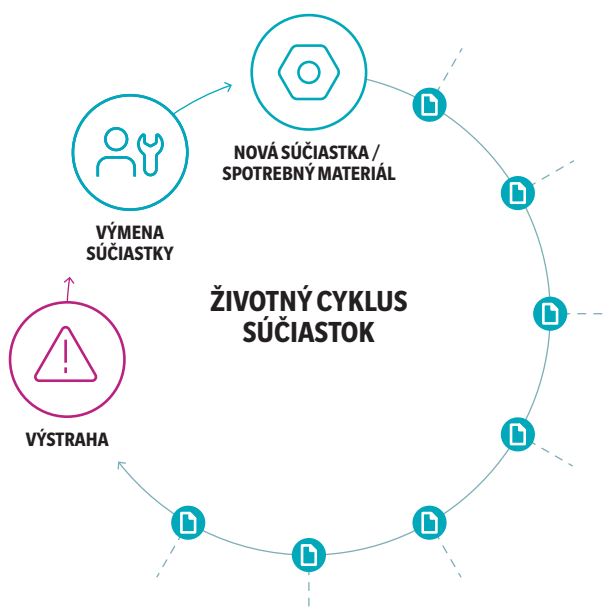 NOVÁ SÚČIASTKA /
SPOTREBNÝ MATERIÁL
VÝMENA
SÚČIASTKY
ŽIVOTNÝ CYKLUS
SÚČIASTOK
VÝSTRAHA